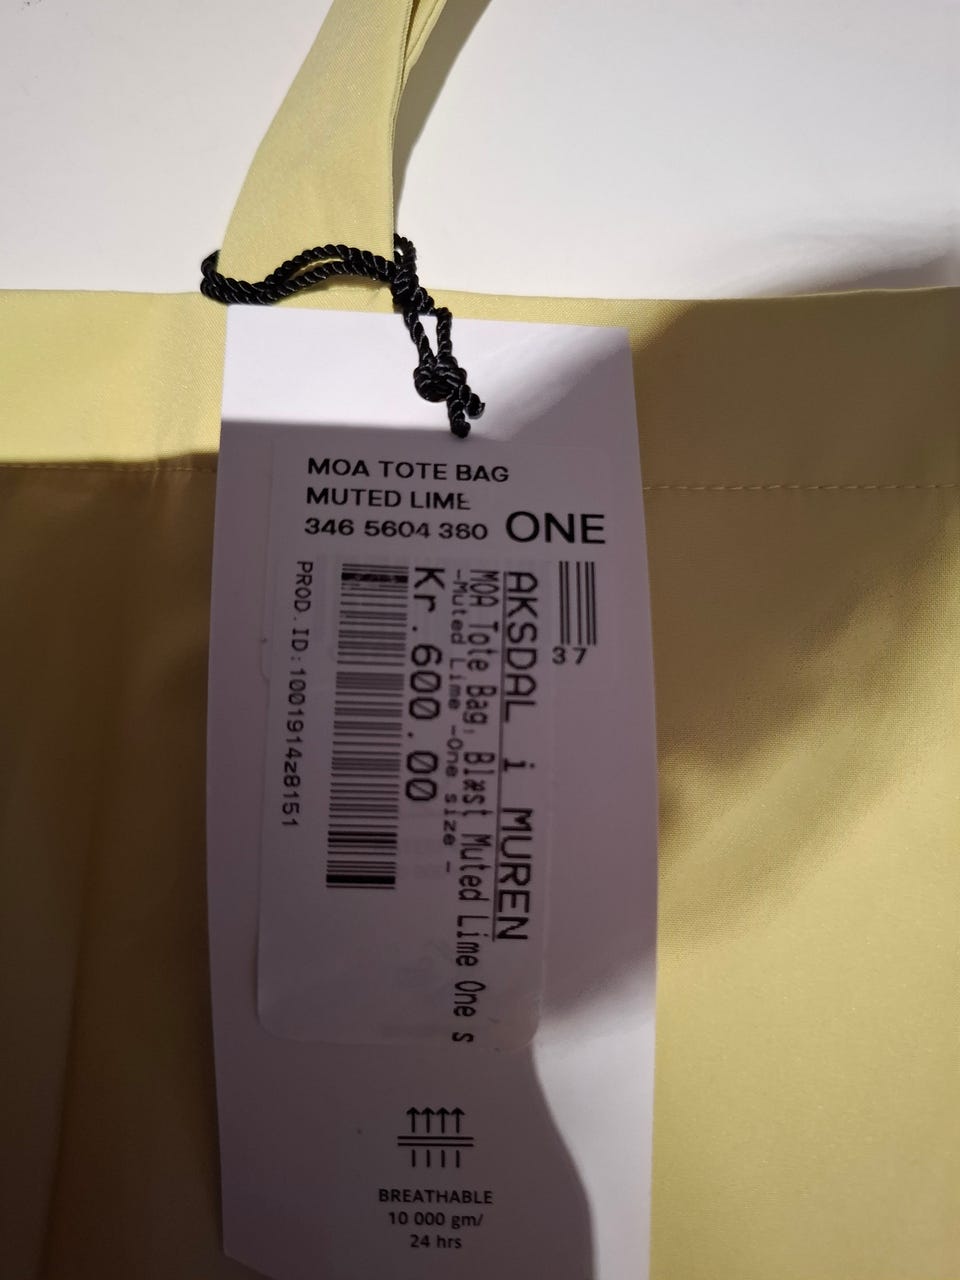 MOA TOTE BAG
MUTED LIME
346 5604 360 ONE
37
AKSDAL i MUREN
MOA Tote Bag, Blæst Muted Lime One s
-Muted Lime -One size -
Kr. 600.00
PROD.ID:1001914z8151
BREATHABLE
10 000 gm/
24 hrs